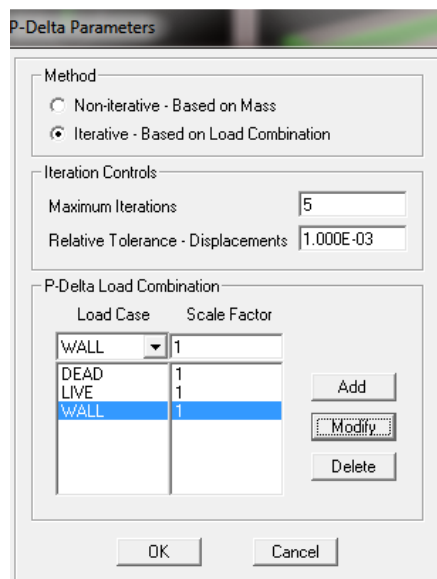 P-Delta Parameters
Method
Non-iterative - Based on Mass
Iterative - Based on Load Combination
Iteration Controls
Maximum Iterations 5
Relative Tolerance - Displacements 1.000E-03
P-Delta Load Combination
Load Case Scale Factor
WALL 1
DEAD 1
LIVE 1
WALL 1
Add
Modify
Delete
OK Cancel